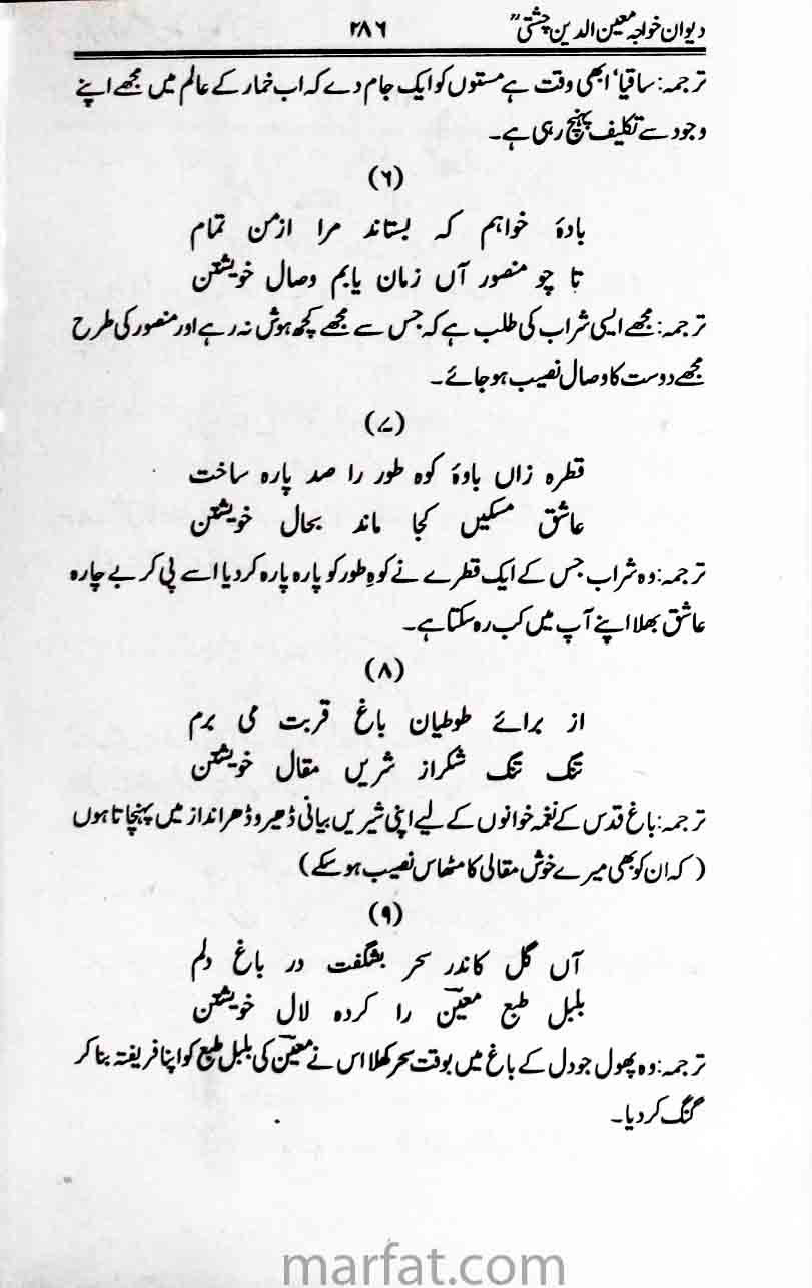 دیوان خواجہ معین الدین چشتیؒ ۲۸۶
ترجمہ: ساقیا' ابھی وقت ہے مستوں کو ایک جام دے کہ اب خمار کے عالم میں مجھے اپنے
وجود سے تکلیف پہنچ رہی ہے۔
(۶)
بادۂ خواہم کہ بستاند مرا ازمن تمام
تا چو منصور آں زمان یابم وصال خویشتن
ترجمہ: مجھے ایسی شراب کی طلب ہے کہ جس سے مجھے کچھ ہوش نہ رہے اور منصور کی طرح
مجھے دوست کا وصال نصیب ہو جائے۔
(۷)
قطرہ زاں بادۂ کوہ طور را صد پارہ ساخت
عاشق مسکیں کجا ماند بحال خویشتن
ترجمہ: وہ شراب جس کے ایک قطرے نے کوہِ طور کو پارہ پارہ کر دیا اسے پی کر بے چارہ
عاشق بھلا اپنے آپ میں کب رہ سکتا ہے۔
(۸)
از برائے طوطیان باغ قربت می برم
تنگ تنگ شکراز شریں مقال خویشتن
ترجمہ: باغ قدس کے نغمہ خوانوں کے لیے اپنی شیریں بیانی ڈھیر و ڈھر انداز میں پہنچاتا ہوں
(کہ ان کو بھی میرے خوش مقالی کا مٹھاس نصیب ہو سکے)
(۹)
آں گل کاندر سحر بشگفت در باغ دلم
بلبل طبع معینؔ را کردہ لال خویشتن
ترجمہ: وہ پھول جو دل کے باغ میں بوقت سحر کھلا اس نے معینؔ کی بلبل طبع کو اپنا فریفتہ بنا کر
گنگ کر دیا۔
marfat.com